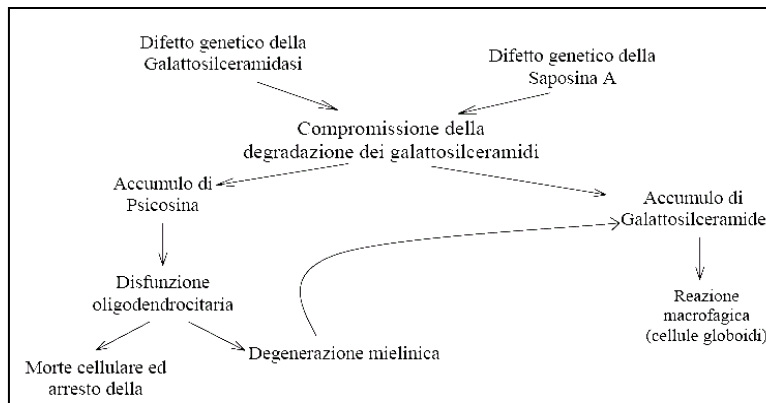 Difetto genetico della
Galattosilceramidasi
Difetto genetico della
Saposina A
Compromissione della
degradazione dei galattosilceramidi
Accumulo di
Psicosina
Accumulo di
Galattosilceramide
Disfunzione
oligodendrocitaria
Reazione
macrofagica
(cellule globoidi)
Degenerazione mielinica
Morte cellulare ed
arresto della